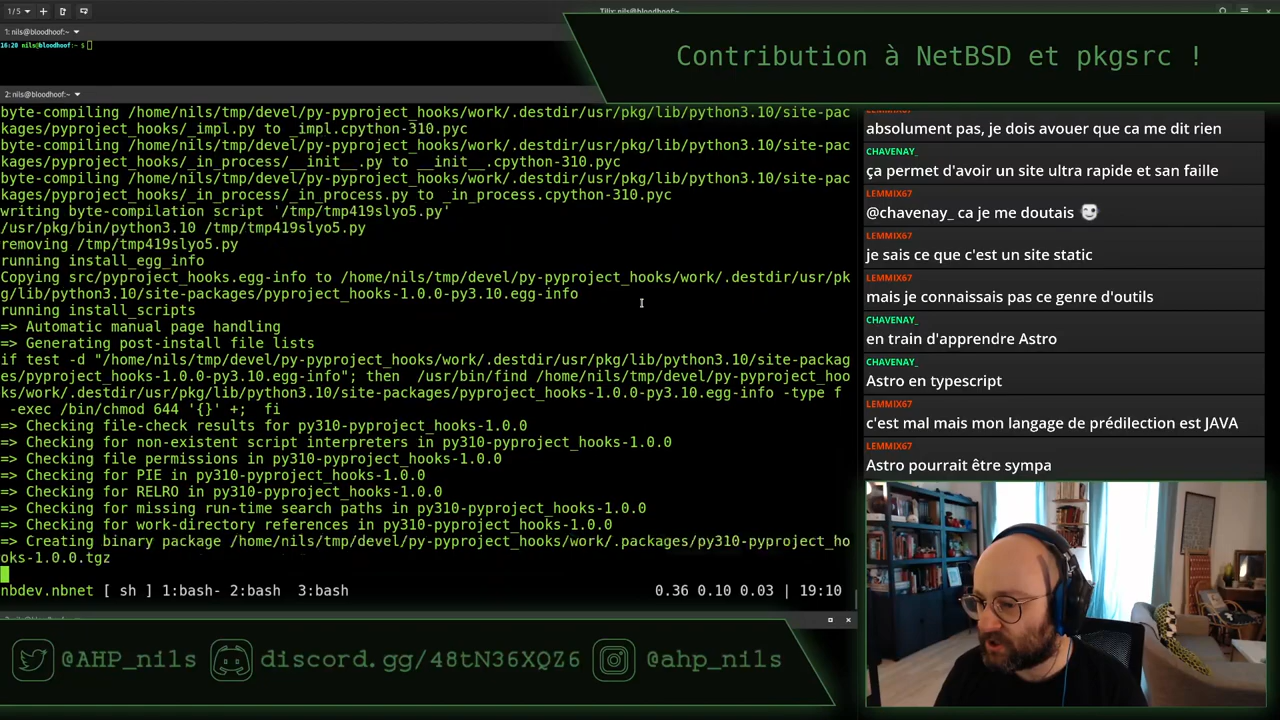 1/5
Tilix: nils@bloodhoof:~
1: nils@bloodhoof:~
16:20 nils@bloodhoof:~ $
Contribution à NetBSD et pkgsrc !
2: nils@bloodhoof:~
byte-compiling /home/nils/tmp/devel/py-pyproject_hooks/work/.destdir/usr/pkg/lib/python3.10/site-pac
kages/pyproject_hooks/_impl.py to _impl.cpython-310.pyc
byte-compiling /home/nils/tmp/devel/py-pyproject_hooks/work/.destdir/usr/pkg/lib/python3.10/site-pac
kages/pyproject_hooks/_in_process/__init__.py to __init__.cpython-310.pyc
byte-compiling /home/nils/tmp/devel/py-pyproject_hooks/work/.destdir/usr/pkg/lib/python3.10/site-pac
kages/pyproject_hooks/_in_process/_in_process.py to _in_process.cpython-310.pyc
writing byte-compilation script '/tmp/tmp419slyo5.py'
/usr/pkg/bin/python3.10 /tmp/tmp419slyo5.py
removing /tmp/tmp419slyo5.py
running install_egg_info
Copying src/pyproject_hooks.egg-info to /home/nils/tmp/devel/py-pyproject_hooks/work/.destdir/usr/pk
g/lib/python3.10/site-packages/pyproject_hooks-1.0.0-py3.10.egg-info
running install_scripts
=> Automatic manual page handling
=> Generating post-install file lists
if test -d "/home/nils/tmp/devel/py-pyproject_hooks/work/.destdir/usr/pkg/lib/python3.10/site-packag
es/pyproject_hooks-1.0.0-py3.10.egg-info"; then  /usr/bin/find /home/nils/tmp/devel/py-pyproject_hoo
ks/work/.destdir/usr/pkg/lib/python3.10/site-packages/pyproject_hooks-1.0.0-py3.10.egg-info -type f
-exec /bin/chmod 644 '{}' +;  fi
=> Checking file-check results for py310-pyproject_hooks-1.0.0
=> Checking for non-existent script interpreters in py310-pyproject_hooks-1.0.0
=> Checking file permissions in py310-pyproject_hooks-1.0.0
=> Checking for PIE in py310-pyproject_hooks-1.0.0
=> Checking for RELRO in py310-pyproject_hooks-1.0.0
=> Checking for missing run-time search paths in py310-pyproject_hooks-1.0.0
=> Checking for work-directory references in py310-pyproject_hooks-1.0.0
=> Creating binary package /home/nils/tmp/devel/py-pyproject_hooks/work/.packages/py310-pyproject_ho
oks-1.0.0.tgz
nbdev.nbnet [ sh ] 1:bash- 2:bash  3:bash 0.36 0.10 0.03 | 19:10
LEMMIX67
absolument pas, je dois avouer que ca me dit rien
CHAVENAY_
ça permet d'avoir un site ultra rapide et san faille
LEMMIX67
@chavenay_ ca je me doutais
LEMMIX67
je sais ce que c'est un site static
LEMMIX67
mais je connaissais pas ce genre d'outils
CHAVENAY_
en train d'apprendre Astro
CHAVENAY_
Astro en typescript
LEMMIX67
c'est mal mais mon langage de prédilection est JAVA
LEMMIX67
Astro pourrait être sympa
@AHP_nils
discord.gg/48tN36XQZ6
@ahp_nils